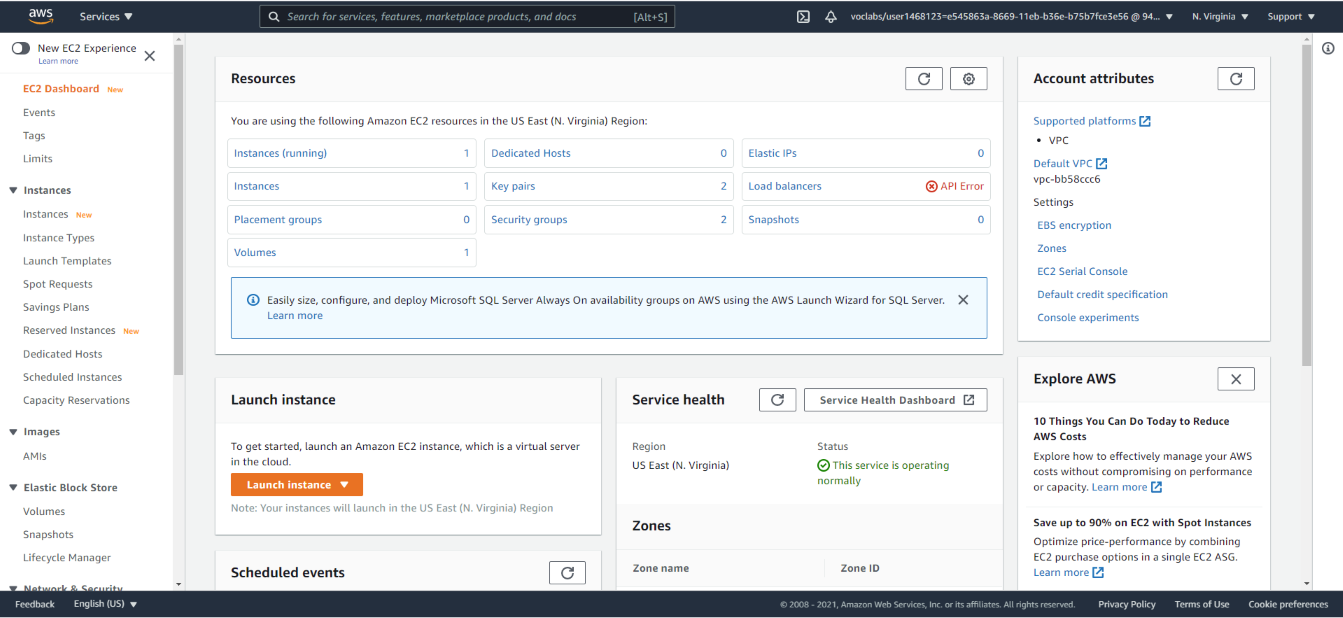 aws
Services
Search for services, features, marketplace products, and docs [Alt+S]
voclabs/user1468123=e545863a-8669-11eb-b36e-b75b7fce3e56 @ 94...
N. Virginia
Support
New EC2 Experience
Learn more
EC2 Dashboard New
Events
Tags
Limits
Instances
Instances New
Instance Types
Launch Templates
Spot Requests
Savings Plans
Reserved Instances New
Dedicated Hosts
Scheduled Instances
Capacity Reservations
Images
AMIs
Elastic Block Store
Volumes
Snapshots
Lifecycle Manager
Network & Security
Resources
You are using the following Amazon EC2 resources in the US East (N. Virginia) Region:
Instances (running) 1
Dedicated Hosts 0
Elastic IPs 0
Instances 1
Key pairs 2
Load balancers API Error
Placement groups 0
Security groups 2
Snapshots 0
Volumes 1
Easily size, configure, and deploy Microsoft SQL Server Always On availability groups on AWS using the AWS Launch Wizard for SQL Server.
Learn more
Launch instance
To get started, launch an Amazon EC2 instance, which is a virtual server
in the cloud.
Launch instance
Note: Your instances will launch in the US East (N. Virginia) Region
Scheduled events
Service health
Service Health Dashboard
Region
US East (N. Virginia)
Status
This service is operating
normally
Zones
Zone name
Zone ID
Account attributes
Supported platforms
• VPC
Default VPC
vpc-bb58ccc6
Settings
EBS encryption
Zones
EC2 Serial Console
Default credit specification
Console experiments
Explore AWS
10 Things You Can Do Today to Reduce
AWS Costs
Explore how to effectively manage your AWS
costs without compromising on performance
or capacity. Learn more
Save up to 90% on EC2 with Spot Instances
Optimize price-performance by combining
EC2 purchase options in a single EC2 ASG.
Learn more
Feedback
English (US)
© 2008 - 2021, Amazon Web Services, Inc. or its affiliates. All rights reserved.
Privacy Policy
Terms of Use
Cookie preferences